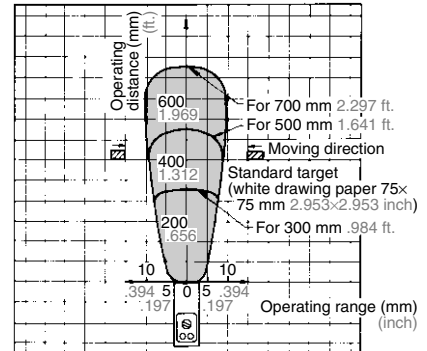 Operating
distance (mm)
(ft.)
600
1.969
For 700 mm 2.297 ft.
For 500 mm 1.641 ft.
Moving direction
400
1.312
Standard target
(white drawing paper 75×
75 mm 2.953×2.953 inch)
200
.656
For 300 mm .984 ft.
10 5 0 5 10
.394 .197 .197 .394
Operating range (mm)
(inch)